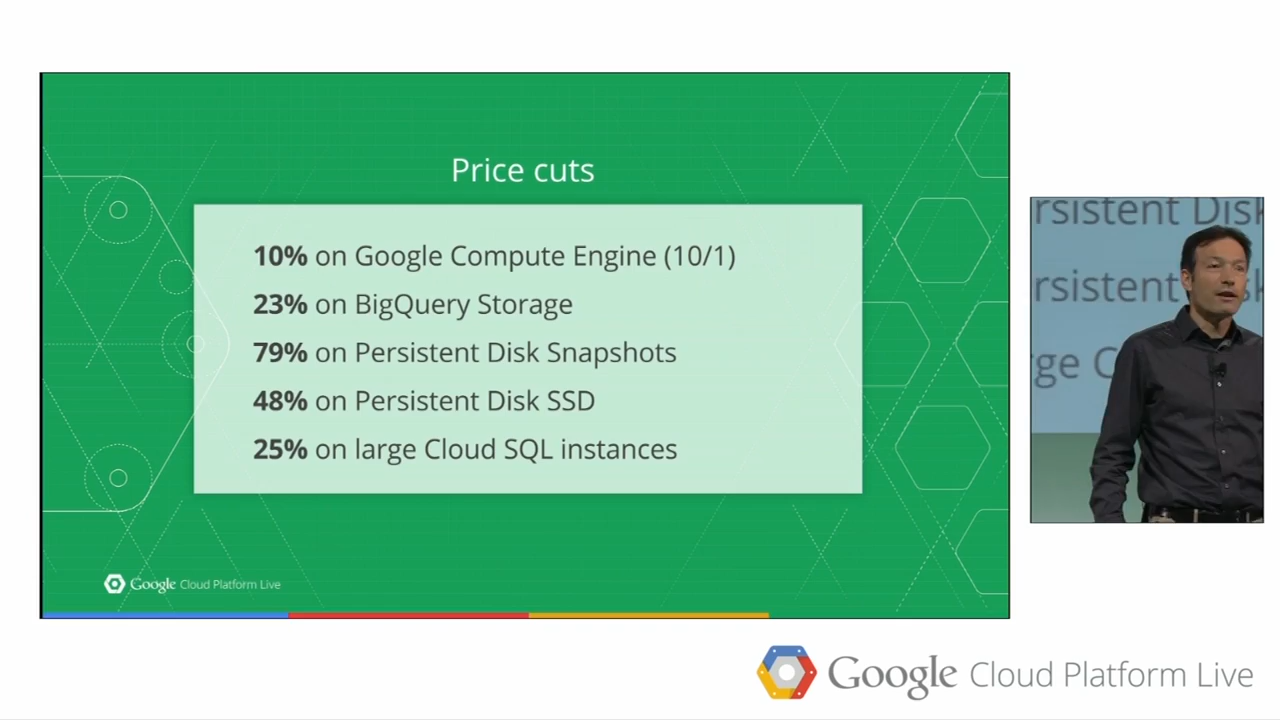 Price cuts
10% on Google Compute Engine (10/1)
23% on BigQuery Storage
79% on Persistent Disk Snapshots
48% on Persistent Disk SSD
25% on large Cloud SQL instances
Google Cloud Platform Live
rsistent Disk
rsistent
ge C
Google Cloud Platform Live